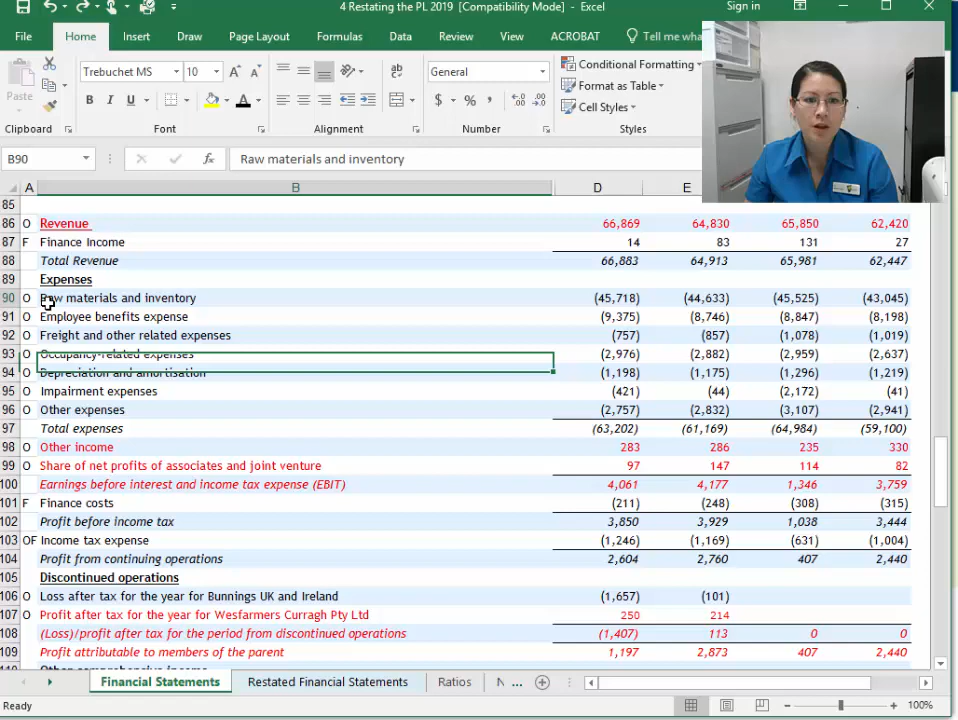 4 Restating the PL 2019 [Compatibility Mode] - Excel
Sign in
File Home Insert Draw Page Layout Formulas Data Review View ACROBAT Tell me wha
Paste
Trebuchet MS 10
B I U
General
$ % ,
Conditional Formatting
Format as Table
Cell Styles
Clipboard Font Alignment Number Styles
B90 fx Raw materials and inventory
A B D E
85
86 O Revenue 66,869 64,830 65,850 62,420
87 F Finance Income 14 83 131 27
88 Total Revenue 66,883 64,913 65,981 62,447
89 Expenses
90 O Raw materials and inventory (45,718) (44,633) (45,525) (43,045)
91 O Employee benefits expense (9,375) (8,746) (8,847) (8,198)
92 O Freight and other related expenses (757) (857) (1,078) (1,019)
93 O Occupancy-related expenses (2,976) (2,882) (2,959) (2,637)
94 O Depreciation and amortisation (1,198) (1,175) (1,296) (1,219)
95 O Impairment expenses (421) (44) (2,172) (41)
96 O Other expenses (2,757) (2,832) (3,107) (2,941)
97 Total expenses (63,202) (61,169) (64,984) (59,100)
98 O Other income 283 286 235 330
99 O Share of net profits of associates and joint venture 97 147 114 82
100 Earnings before interest and income tax expense (EBIT) 4,061 4,177 1,346 3,759
101 F Finance costs (211) (248) (308) (315)
102 Profit before income tax 3,850 3,929 1,038 3,444
103 OF Income tax expense (1,246) (1,169) (631) (1,004)
104 Profit from continuing operations 2,604 2,760 407 2,440
105 Discontinued operations
106 O Loss after tax for the year for Bunnings UK and Ireland (1,657) (101)
107 O Profit after tax for the year for Wesfarmers Curragh Pty Ltd 250 214
108 (Loss)/profit after tax for the period from discontinued operations (1,407) 113 0 0
109 Profit attributable to members of the parent 1,197 2,873 407 2,440
Financial Statements Restated Financial Statements Ratios N ...
Ready 100%